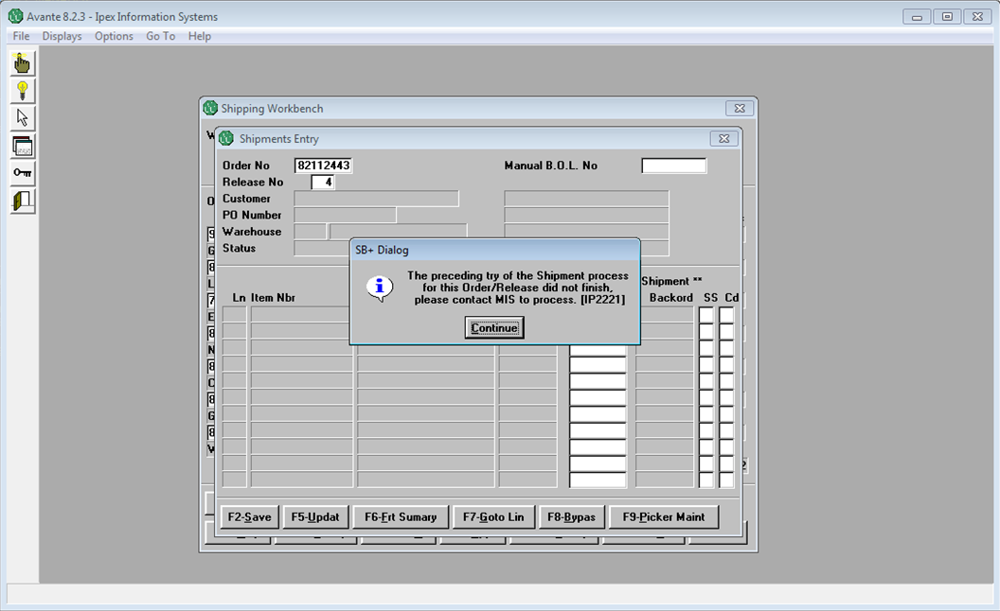 Avante 8.2.3 - Ipex Information Systems
File Displays Options Go To Help
Shipping Workbench
Shipments Entry
Order No 82112443 Manual B.O.L. No
Release No 4
Customer
PO Number
Warehouse
Status
SB+ Dialog
The preceding try of the Shipment process
for this Order/Release did not finish,
please contact MIS to process. [IP2221]
Continue
Shipment **
Ln Item Nbr Backord SS Cd
F2-Save F5-Updat F6-Frt Sumary F7-Goto Lin F8-Bypas F9-Picker Maint